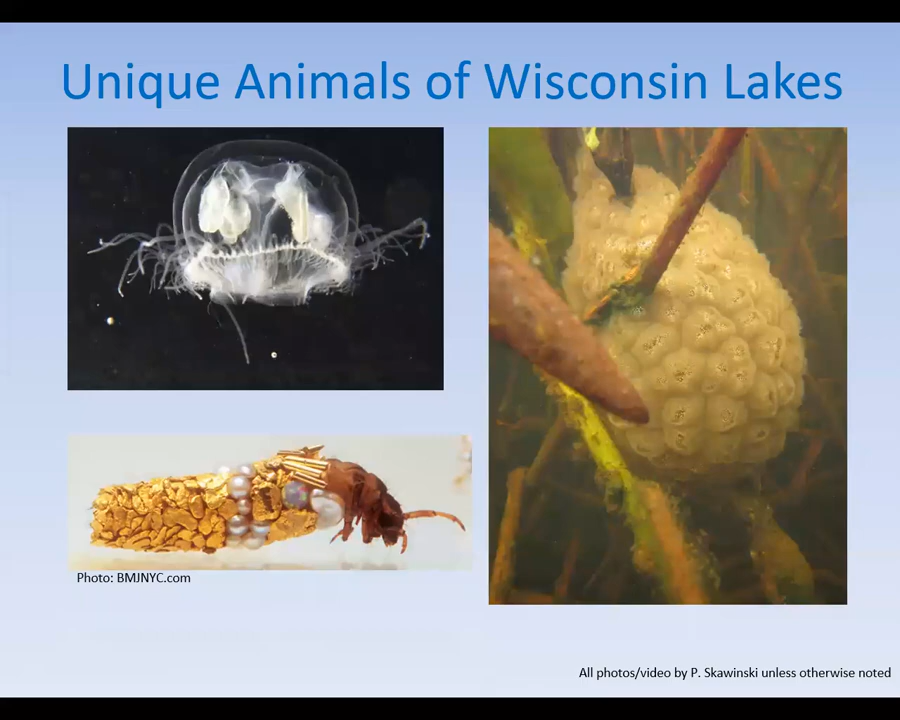 Unique Animals of Wisconsin Lakes
Photo: BMJNYC.com
All photos/video by P. Skawinski unless otherwise noted